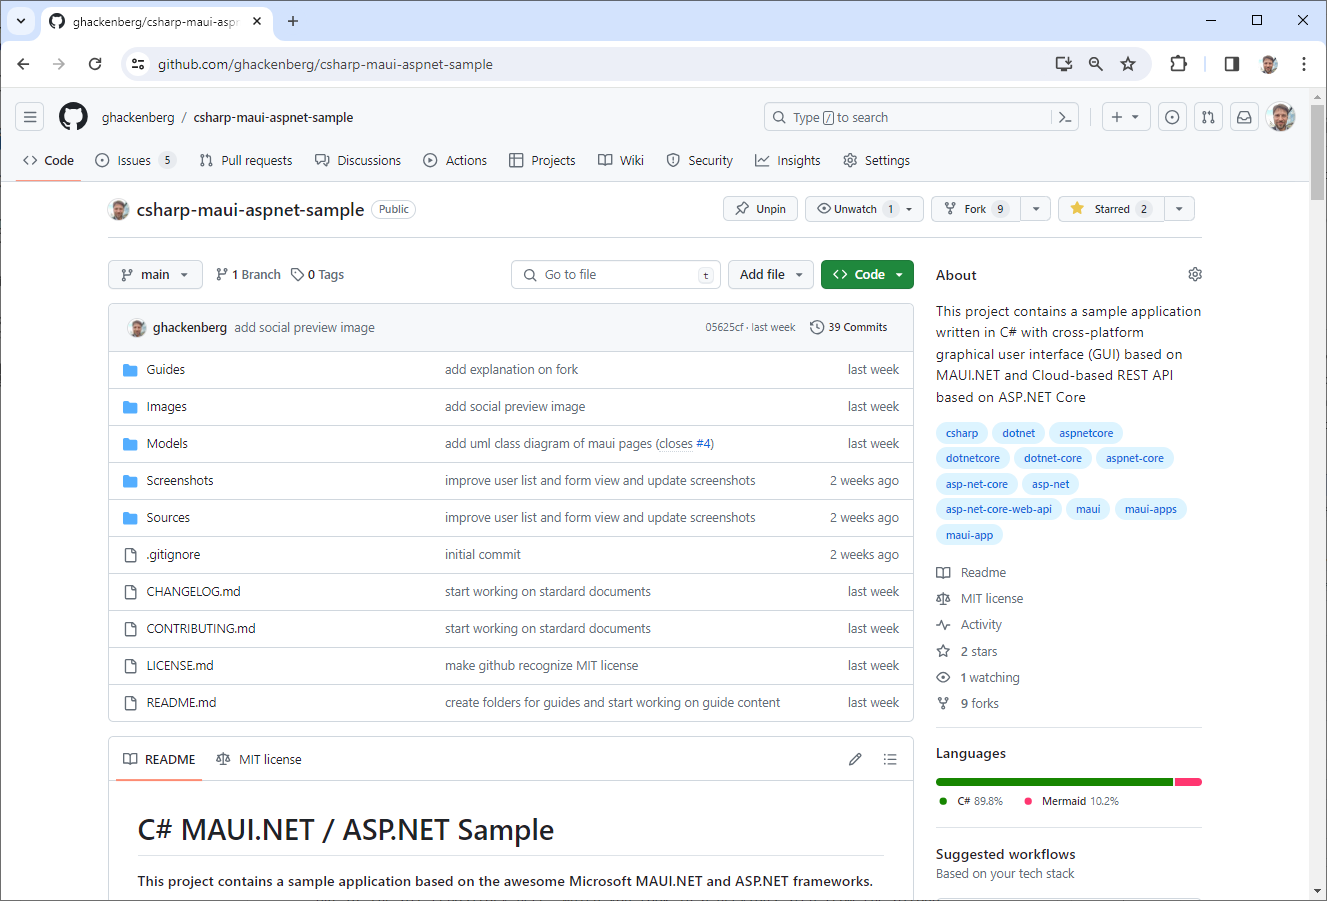 ghackenberg/csharp-maui-aspn
github.com/ghackenberg/csharp-maui-aspnet-sample
ghackenberg / csharp-maui-aspnet-sample
Type / to search
Code Issues 5 Pull requests Discussions Actions Projects Wiki Security Insights Settings
csharp-maui-aspnet-sample Public
Unpin Unwatch 1 Fork 9 Starred 2
main 1 Branch 0 Tags Go to file t Add file Code
ghackenberg add social preview image 05625cf · last week 39 Commits
Guides add explanation on fork last week
Images add social preview image last week
Models add uml class diagram of maui pages (closes #4) last week
Screenshots improve user list and form view and update screenshots 2 weeks ago
Sources improve user list and form view and update screenshots 2 weeks ago
.gitignore initial commit 2 weeks ago
CHANGELOG.md start working on stardard documents last week
CONTRIBUTING.md start working on stardard documents last week
LICENSE.md make github recognize MIT license last week
README.md create folders for guides and start working on guide content last week
README MIT license
C# MAUI.NET / ASP.NET Sample
This project contains a sample application based on the awesome Microsoft MAUI.NET and ASP.NET frameworks.
About
This project contains a sample application
written in C# with cross-platform
graphical user interface (GUI) based on
MAUI.NET and Cloud-based REST API
based on ASP.NET Core
csharp dotnet aspnetcore
dotnetcore dotnet-core aspnet-core
asp-net-core asp-net
asp-net-core-web-api maui maui-apps
maui-app
Readme
MIT license
Activity
2 stars
1 watching
9 forks
Languages
C# 89.8% Mermaid 10.2%
Suggested workflows
Based on your tech stack